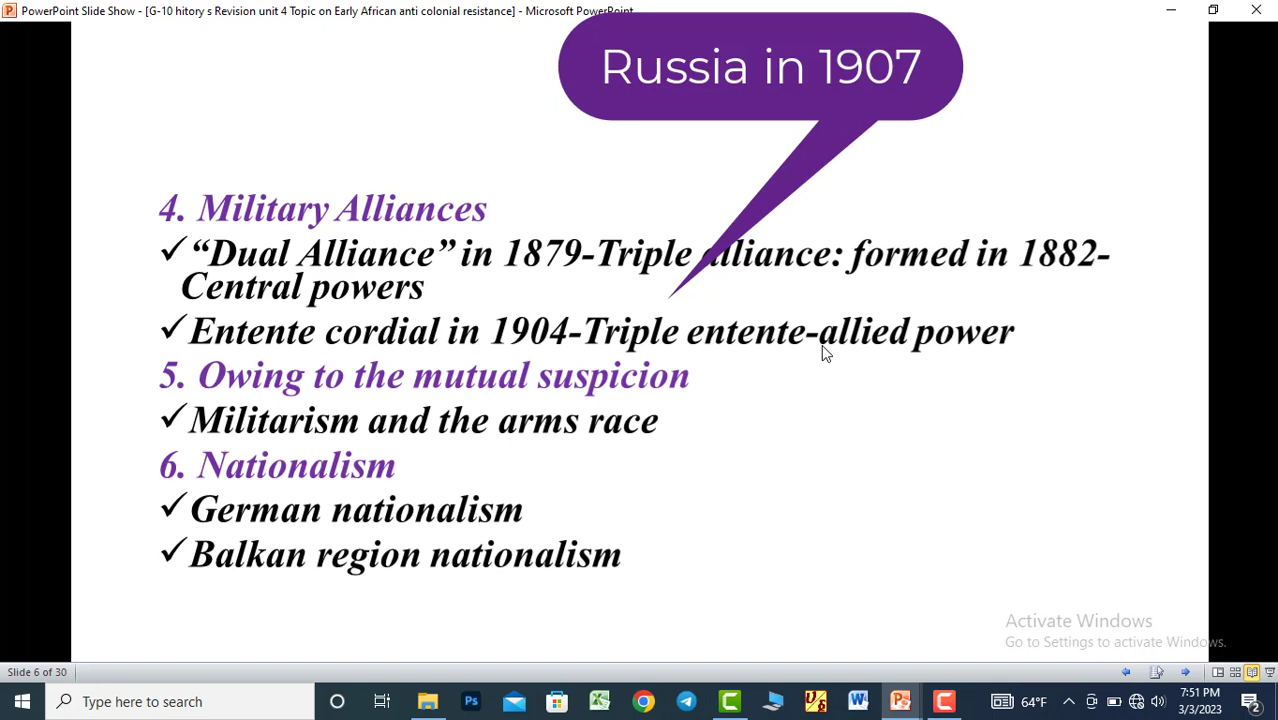 PowerPoint Slide Show - [G-10 hitory s Revision unit 4 Topic on Early African anti colonial resistance] - Microsoft PowerPoint
Russia in 1907
4. Military Alliances
✓“Dual Alliance” in 1879-Triple alliance: formed in 1882-
Central powers
✓Entente cordial in 1904-Triple entente-allied power
5. Owing to the mutual suspicion
✓Militarism and the arms race
6. Nationalism
✓German nationalism
✓Balkan region nationalism
Activate Windows
Go to Settings to activate Windows.
Slide 6 of 30
Type here to search
64°F
7:51 PM
3/3/2023
2